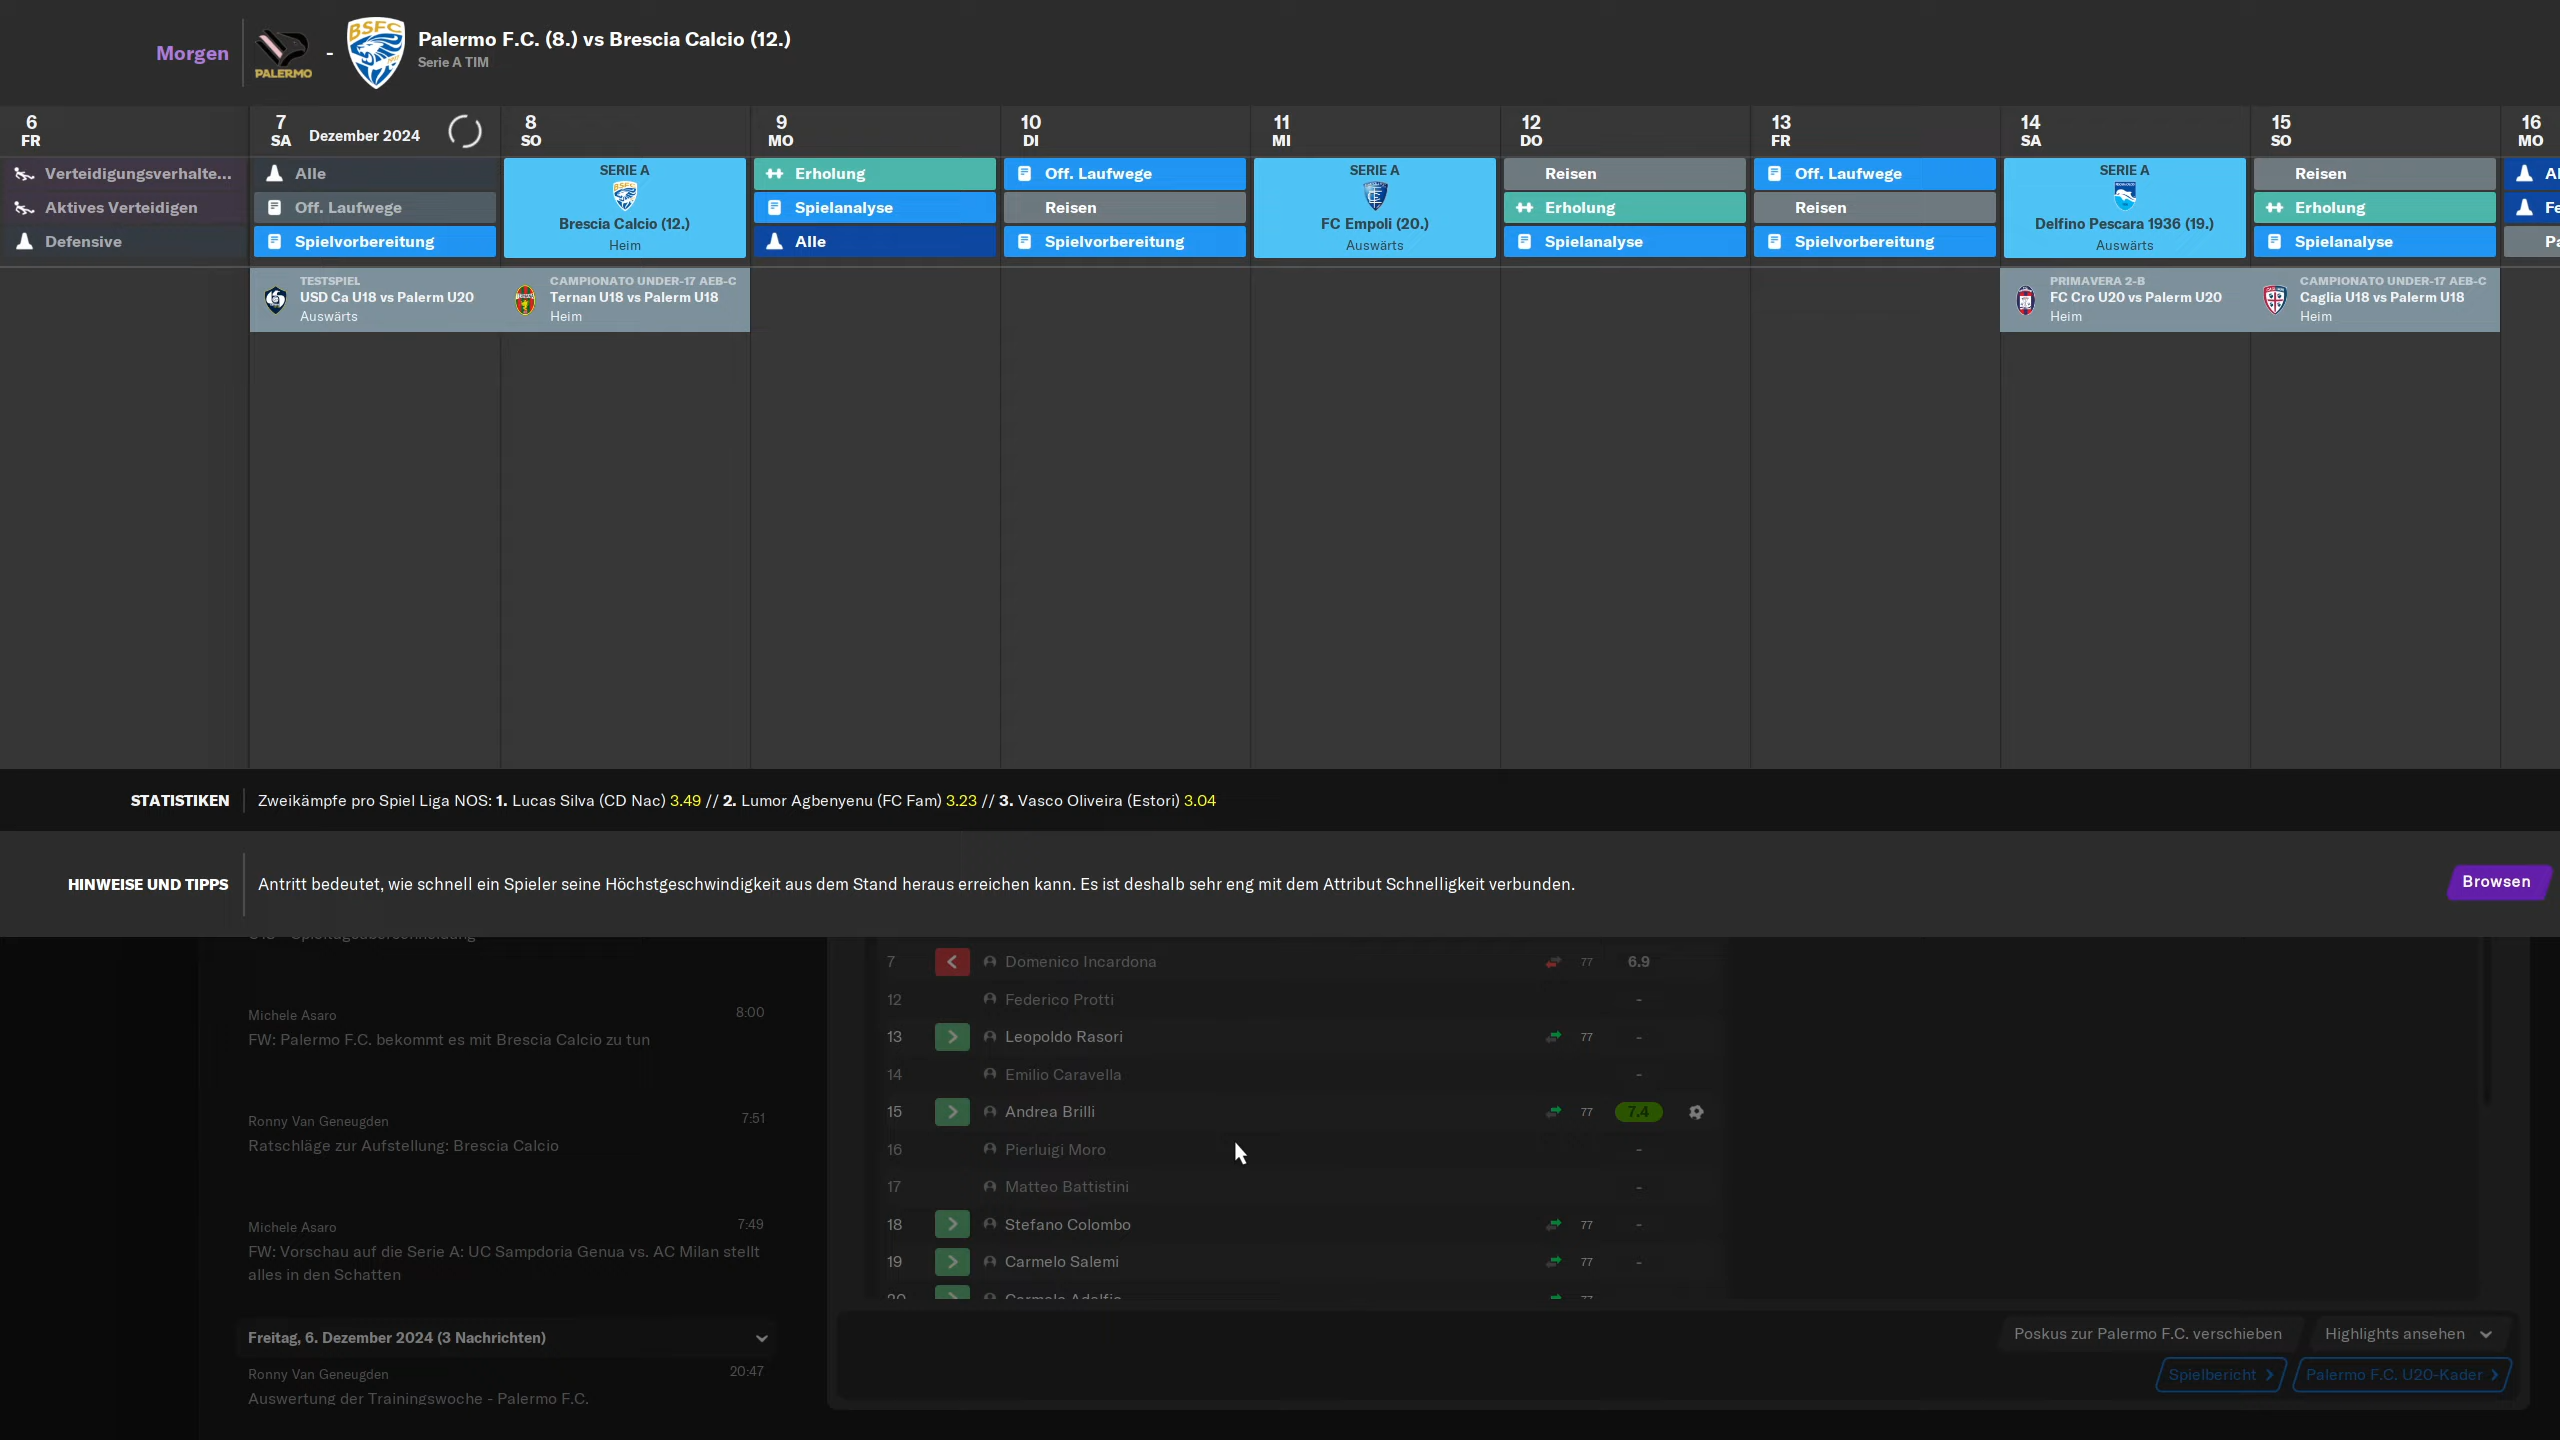 Morgen
PALERMO
-
BSFC
Palermo F.C. (8.) vs Brescia Calcio (12.)
Serie A TIM
6
FR
7
SA
Dezember 2024
8
SO
9
MO
10
DI
11
MI
12
DO
13
FR
14
SA
15
SO
16
MO
Verteidigungsverhalte...
Aktives Verteidigen
Defensive
Alle
Off. Laufwege
Spielvorbereitung
SERIE A
Brescia Calcio (12.)
Heim
Erholung
Spielanalyse
Alle
Off. Laufwege
Reisen
Spielvorbereitung
SERIE A
FC Empoli (20.)
Auswärts
Reisen
Erholung
Spielanalyse
Off. Laufwege
Reisen
Spielvorbereitung
SERIE A
Delfino Pescara 1936 (19.)
Auswärts
Reisen
Erholung
Spielanalyse
Al
Fe
Pa
TESTSPIEL
USD Ca U18 vs Palerm U20
Auswärts
CAMPIONATO UNDER-17 AEB-C
Ternan U18 vs Palerm U18
Heim
PRIMAVERA 2-B
FC Cro U20 vs Palerm U20
Heim
CAMPIONATO UNDER-17 AEB-C
Caglia U18 vs Palerm U18
Heim
STATISTIKEN
Zweikämpfe pro Spiel Liga NOS: 1. Lucas Silva (CD Nac) 3.49 // 2. Lumor Agbenyenu (FC Fam) 3.23 // 3. Vasco Oliveira (Estori) 3.04
HINWEISE UND TIPPS
Antritt bedeutet, wie schnell ein Spieler seine Höchstgeschwindigkeit aus dem Stand heraus erreichen kann. Es ist deshalb sehr eng mit dem Attribut Schnelligkeit verbunden.
Browsen
Michele Asaro 8:00
FW: Palermo F.C. bekommt es mit Brescia Calcio zu tun
Ronny Van Geneugden 7:51
Ratschläge zur Aufstellung: Brescia Calcio
Michele Asaro 7:49
FW: Vorschau auf die Serie A: UC Sampdoria Genua vs. AC Milan stellt
alles in den Schatten
Freitag, 6. Dezember 2024 (3 Nachrichten)
Ronny Van Geneugden 20:47
Auswertung der Trainingswoche - Palermo F.C.
7 Domenico Incardona 77 6.9
12 Federico Protti -
13 Leopoldo Rasori 77 -
14 Emilio Caravella -
15 Andrea Brilli 77 7.4
16 Pierluigi Moro -
17 Matteo Battistini -
18 Stefano Colombo 77 -
19 Carmelo Salemi 77 -
20 Carmelo 77
Poskus zur Palermo F.C. verschieben
Highlights ansehen
Spielbericht
Palermo F.C. U20-Kader